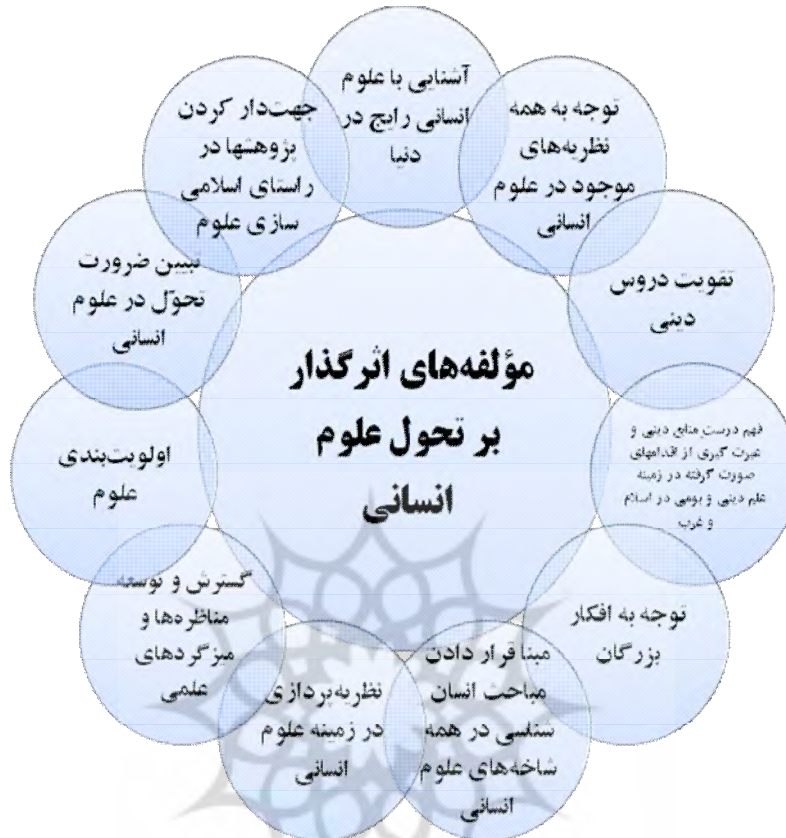 مؤلفه‌های اثرگذار
بر تحول علوم
انسانی
آشنایی با علوم
انسانی رایج در
دنیا
توجه به همه
نظریه‌های
موجود در علوم
انسانی
تقویت دروس
دینی
فهم درست منابع دینی و
عبرت گیری از اقدامهای
صورت گرفته در زمینه
علم دینی و بومی در اسلام
و غرب
توجه به افکار
بزرگان
مبنا قرار دادن
مباحث انسان
شناسی در همه
شاخه‌های علوم
انسانی
نظریه‌پردازی
در زمینه علوم
انسانی
گسترش و توسعه
مناظره‌ها و
میزگردهای
علمی
اولویت‌بندی
علوم
تبیین ضرورت
تحوّل در علوم
انسانی
جهت‌دار کردن
پژوهشها در
راستای اسلامی
سازی علوم